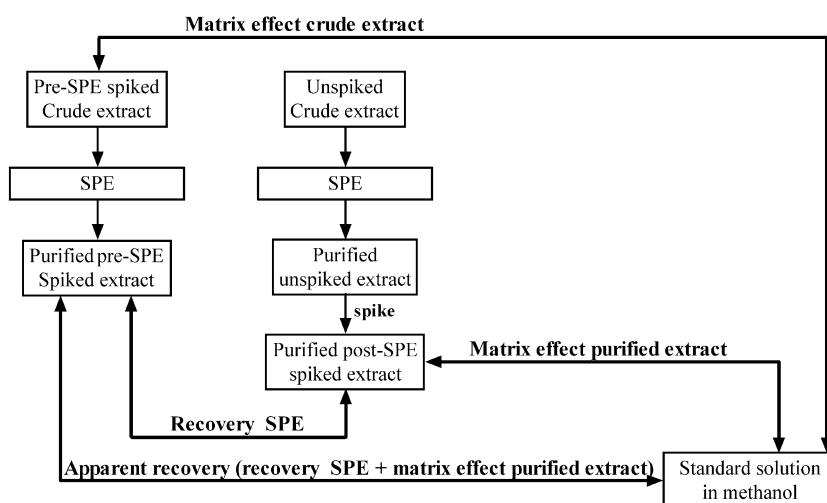 Matrix effect crude extract
Pre-SPE spiked
Crude extract
Unspiked
Crude extract
SPE
SPE
Purified pre-SPE
Spiked extract
Purified
unspiked extract
spike
Purified post-SPE
spiked extract
Matrix effect purified extract
Recovery SPE
Apparent recovery (recovery SPE + matrix effect purified extract)
Standard solution
in methanol